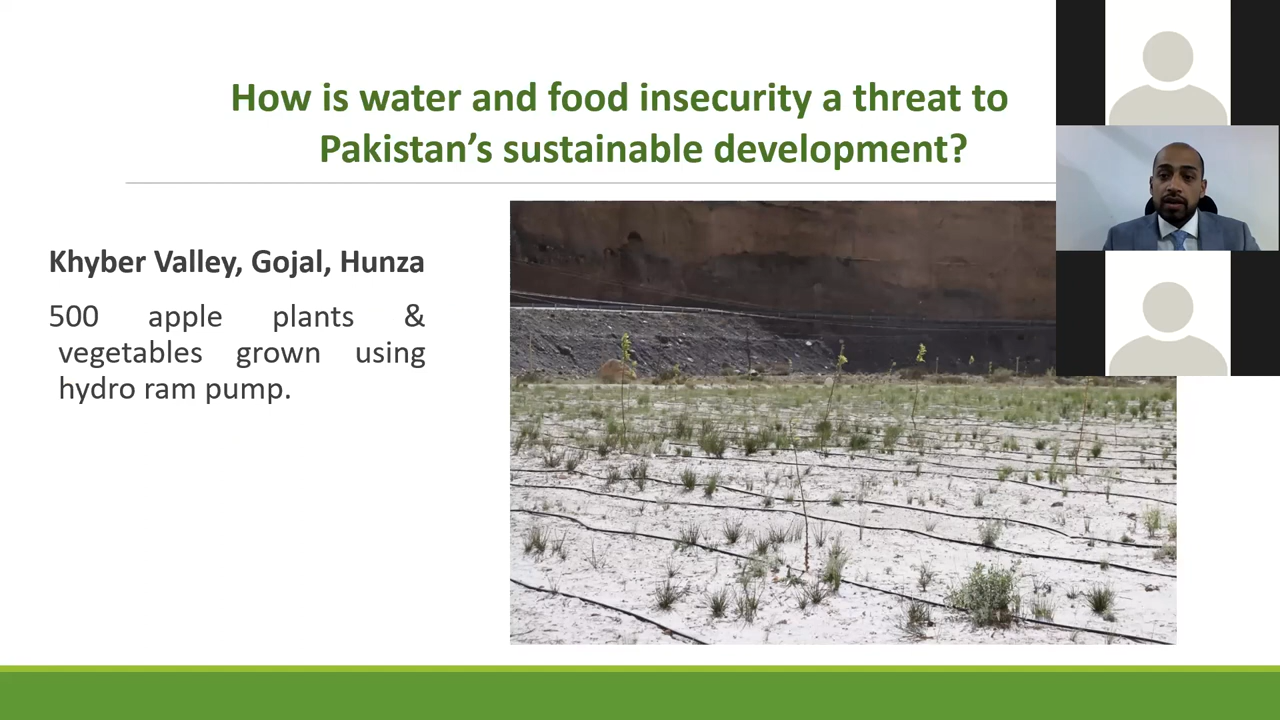 How is water and food insecurity a threat to
Pakistan’s sustainable development?
Khyber Valley, Gojal, Hunza
500 apple plants &
vegetables grown using
hydro ram pump.